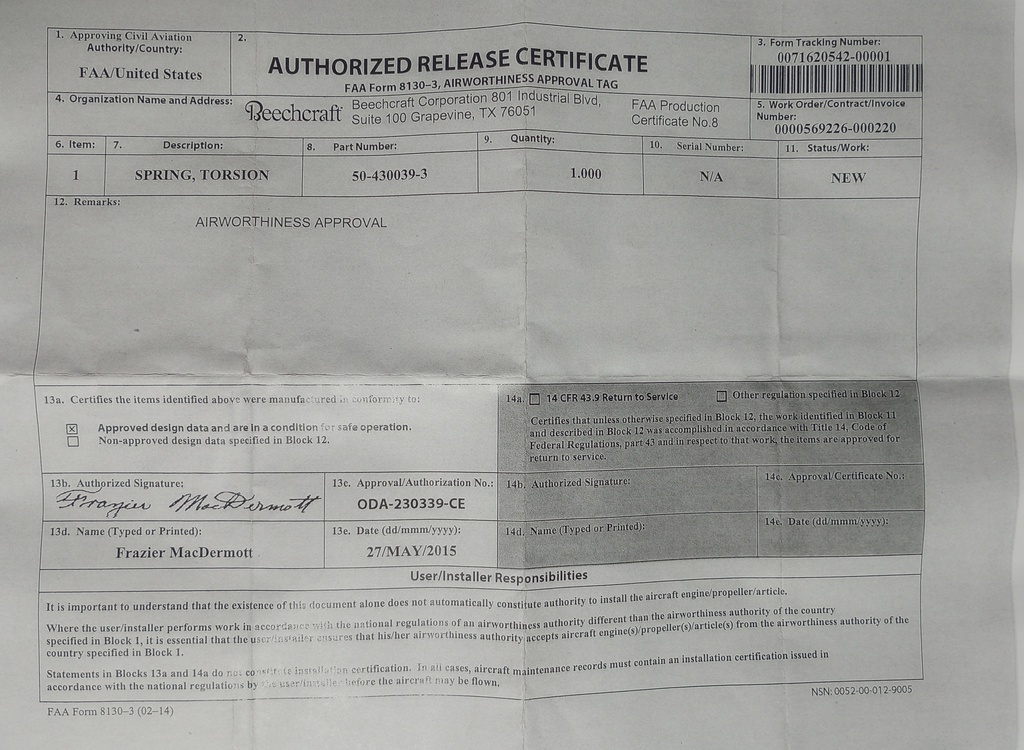 1. Approving Civil Aviation Authority/Country:
FAA/United States
2.
AUTHORIZED RELEASE CERTIFICATE
FAA Form 8130–3, AIRWORTHINESS APPROVAL TAG
3. Form Tracking Number:
0071620542-00001
4. Organization Name and Address:
Beechcraft
Beechcraft Corporation 801 Industrial Blvd,
Suite 100 Grapevine, TX 76051
FAA Production
Certificate No.8
5. Work Order/Contract/Invoice
Number:
0000569226-000220
6. Item: 7. Description: 8. Part Number: 9. Quantity: 10. Serial Number: 11. Status/Work:
1 SPRING, TORSION 50-430039-3 1.000 N/A NEW
12. Remarks:
AIRWORTHINESS APPROVAL
13a. Certifies the items identified above were manufactured in conformity to:
Approved design data and are in a condition for safe operation.
Non-approved design data specified in Block 12.
14a. 14 CFR 43.9 Return to Service Other regulation specified in Block 12
Certifies that unless otherwise specified in Block 12, the work identified in Block 11
and described in Block 12 was accomplished in accordance with Title 14, Code of
Federal Regulations, part 43 and in respect to that work, the items are approved for
return to service.
13b. Authorized Signature:
Frazier MacDermott
13c. Approval/Authorization No.:
ODA-230339-CE
14b. Authorized Signature:
14c. Approval/Certificate No.:
13d. Name (Typed or Printed):
Frazier MacDermott
13e. Date (dd/mmm/yyyy):
27/MAY/2015
14d. Name (Typed or Printed):
14e. Date (dd/mmm/yyyy):
User/Installer Responsibilities
It is important to understand that the existence of this document alone does not automatically constitute authority to install the aircraft engine/propeller/article.
Where the user/installer performs work in accordance with the national regulations of an airworthiness authority different than the airworthiness authority of the country
specified in Block 1, it is essential that the user/installer ensures that his/her airworthiness authority accepts aircraft engine(s)/propeller(s)/article(s) from the airworthiness authority of the
country specified in Block 1.
Statements in Blocks 13a and 14a do not constitute installation certification. In all cases, aircraft maintenance records must contain an installation certification issued in
accordance with the national regulations by the user/installer before the aircraft may be flown.
FAA Form 8130–3 (02–14)
NSN: 0052-00-012-9005